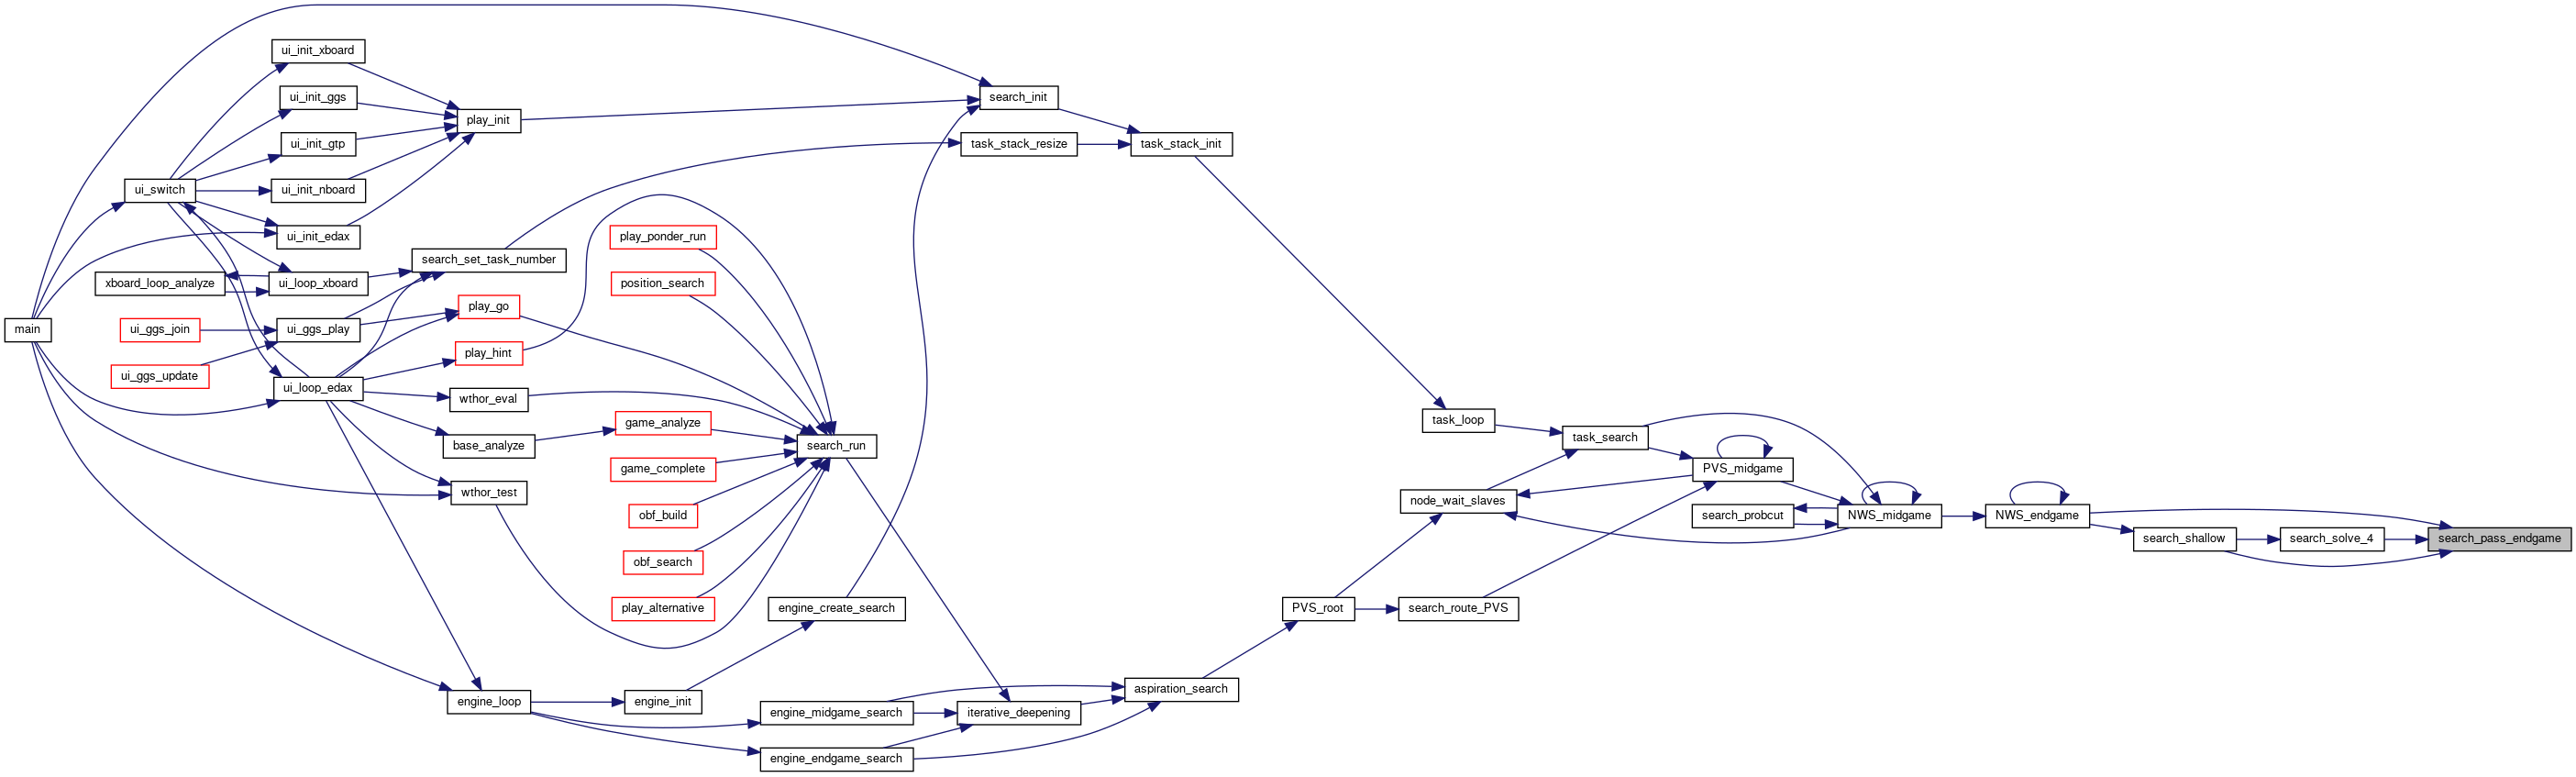 main
ui_switch
xboard_loop_analyze
ui_ggs_join
ui_ggs_update
ui_init_xboard
ui_init_ggs
ui_init_gtp
ui_init_nboard
ui_init_edax
ui_loop_xboard
ui_ggs_play
ui_loop_edax
play_init
search_set_task_number
play_go
play_hint
wthor_eval
base_analyze
wthor_test
engine_loop
play_ponder_run
position_search
game_analyze
game_complete
obf_build
obf_search
play_alternative
engine_init
search_run
engine_create_search
engine_midgame_search
engine_endgame_search
search_init
task_stack_resize
iterative_deepening
task_stack_init
aspiration_search
PVS_root
task_loop
node_wait_slaves
search_route_PVS
task_search
PVS_midgame
search_probcut
NWS_midgame
NWS_endgame
search_shallow
search_solve_4
search_pass_endgame